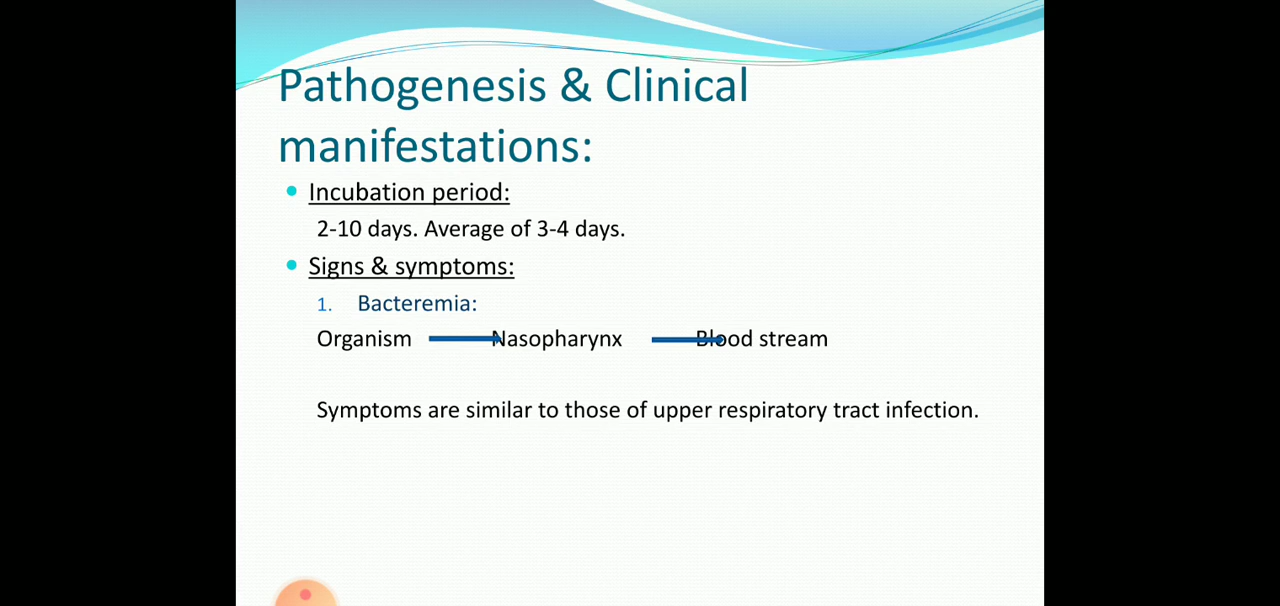 Pathogenesis & Clinical
manifestations:
Incubation period:
2-10 days. Average of 3-4 days.
Signs & symptoms:
1. Bacteremia:
Organism Nasopharynx Blood stream
Symptoms are similar to those of upper respiratory tract infection.